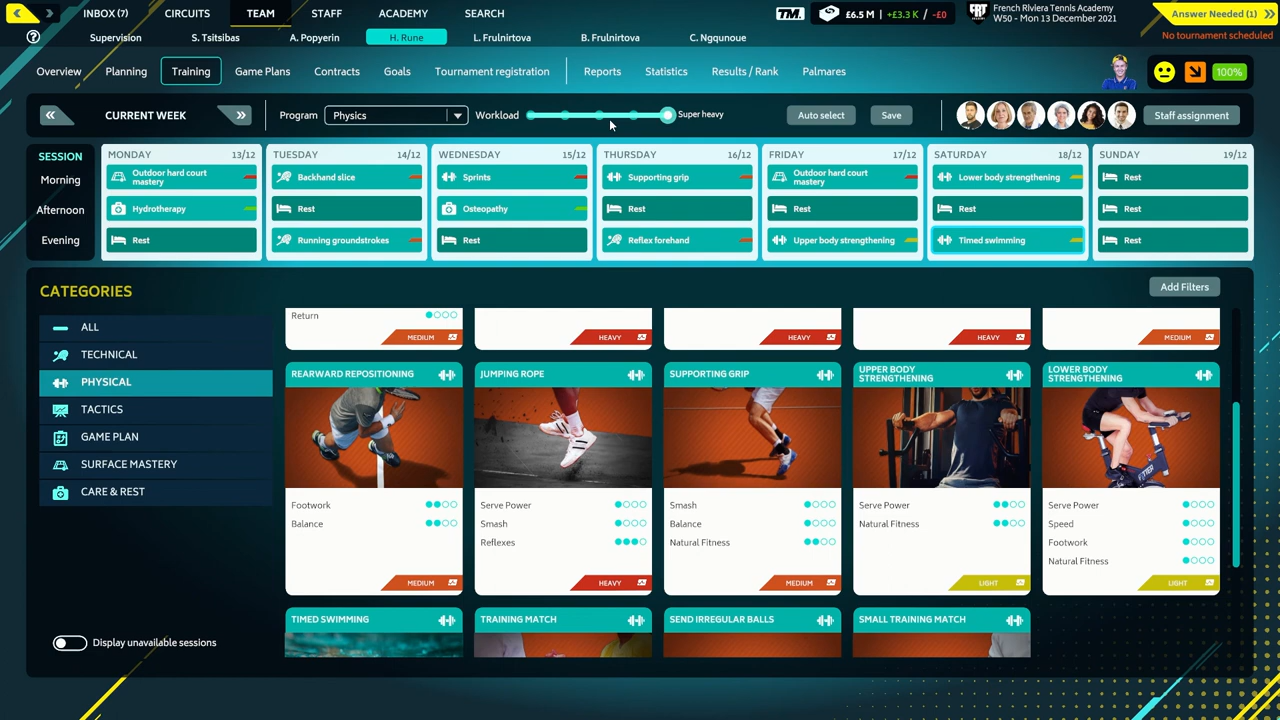 INBOX (7) CIRCUITS TEAM STAFF ACADEMY SEARCH
TM. £6.5 M | +£3.3 K / -£0
French Riviera Tennis Academy
W50 - Mon 13 December 2021
Answer Needed (1)
No tournament scheduled
Supervision S. Tsitsibas A. Popyerin H. Rune L. Frulnirtova B. Frulnirtova C. Ngqunoue
Overview Planning Training Game Plans Contracts Goals Tournament registration Reports Statistics Results / Rank Palmares 100%
CURRENT WEEK Program Physics Workload Super heavy Auto select Save Staff assignment
SESSION MONDAY 13/12 TUESDAY 14/12 WEDNESDAY 15/12 THURSDAY 16/12 FRIDAY 17/12 SATURDAY 18/12 SUNDAY 19/12
Morning Outdoor hard court mastery Backhand slice Sprints Supporting grip Outdoor hard court mastery Lower body strengthening Rest
Afternoon Hydrotherapy Rest Osteopathy Rest Rest Rest Rest
Evening Rest Running groundstrokes Rest Reflex forehand Upper body strengthening Timed swimming Rest
CATEGORIES
Add Filters
ALL
TECHNICAL
PHYSICAL
TACTICS
GAME PLAN
SURFACE MASTERY
CARE & REST
Display unavailable sessions
Return
MEDIUM HEAVY HEAVY HEAVY MEDIUM
REARWARD REPOSITIONING
Footwork
Balance
MEDIUM
JUMPING ROPE
Serve Power
Smash
Reflexes
HEAVY
SUPPORTING GRIP
Smash
Balance
Natural Fitness
MEDIUM
UPPER BODY
STRENGTHENING
Serve Power
Natural Fitness
LIGHT
LOWER BODY
STRENGTHENING
Serve Power
Speed
Footwork
Natural Fitness
LIGHT
TIMED SWIMMING TRAINING MATCH SEND IRREGULAR BALLS SMALL TRAINING MATCH